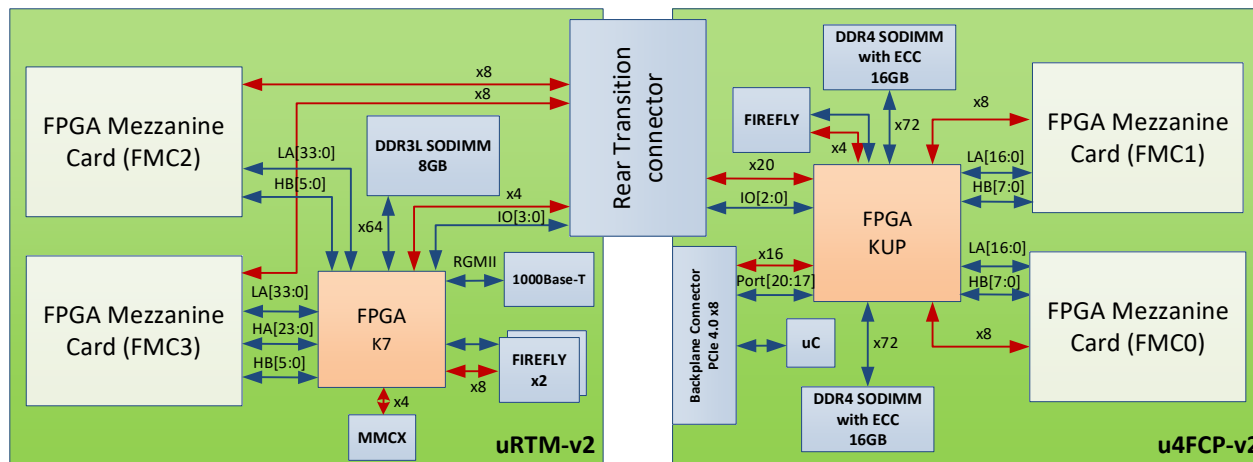 x8
x8
FPGA Mezzanine
Card (FMC2)
LA[33:0]
HB[5:0]
DDR3L SODIMM
8GB
x64
x4
IO[3:0]
FPGA Mezzanine
Card (FMC3)
LA[33:0]
HA[23:0]
HB[5:0]
FPGA
K7
RGMII
1000Base-T
FIREFLY
x2
x8
x4
MMCX
uRTM-v2
Rear Transition
connector
DDR4 SODIMM
with ECC
16GB
FIREFLY
x72
x4
x8
FPGA Mezzanine
Card (FMC1)
LA[16:0]
HB[7:0]
x20
IO[2:0]
FPGA
KUP
x16
Port[20:17]
Backplane Connector
PCIe 4.0 x8
uC
x72
DDR4 SODIMM
with ECC
16GB
LA[16:0]
HB[7:0]
x8
FPGA Mezzanine
Card (FMC0)
u4FCP-v2